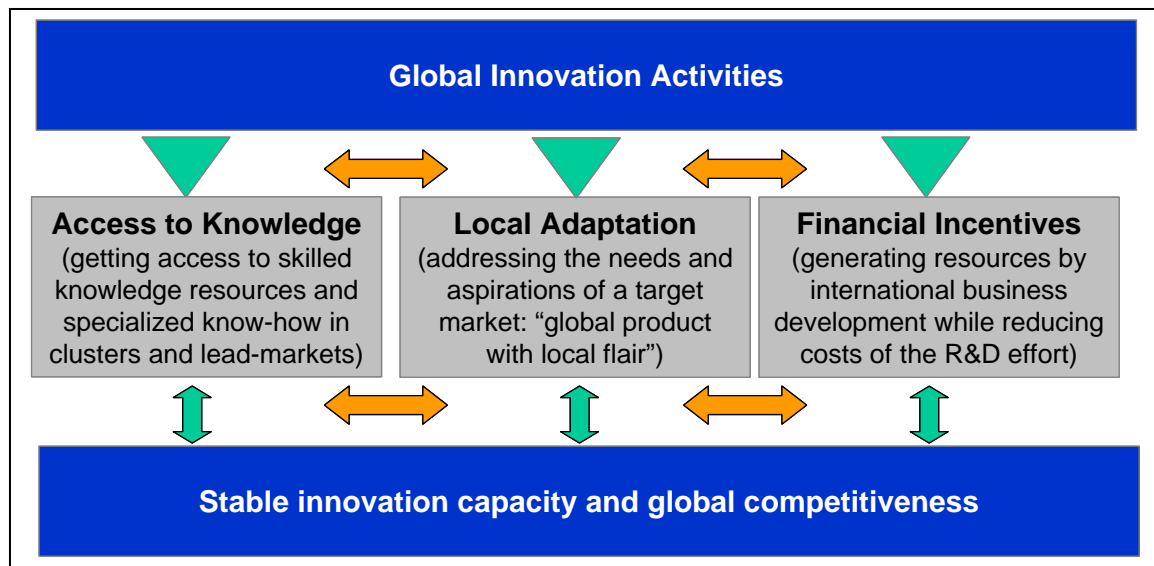 Global Innovation Activities
Access to Knowledge
(getting access to skilled
knowledge resources and
specialized know-how in
clusters and lead-markets)
Local Adaptation
(addressing the needs and
aspirations of a target
market: “global product
with local flair”)
Financial Incentives
(generating resources by
international business
development while reducing
costs of the R&D effort)
Stable innovation capacity and global competitiveness